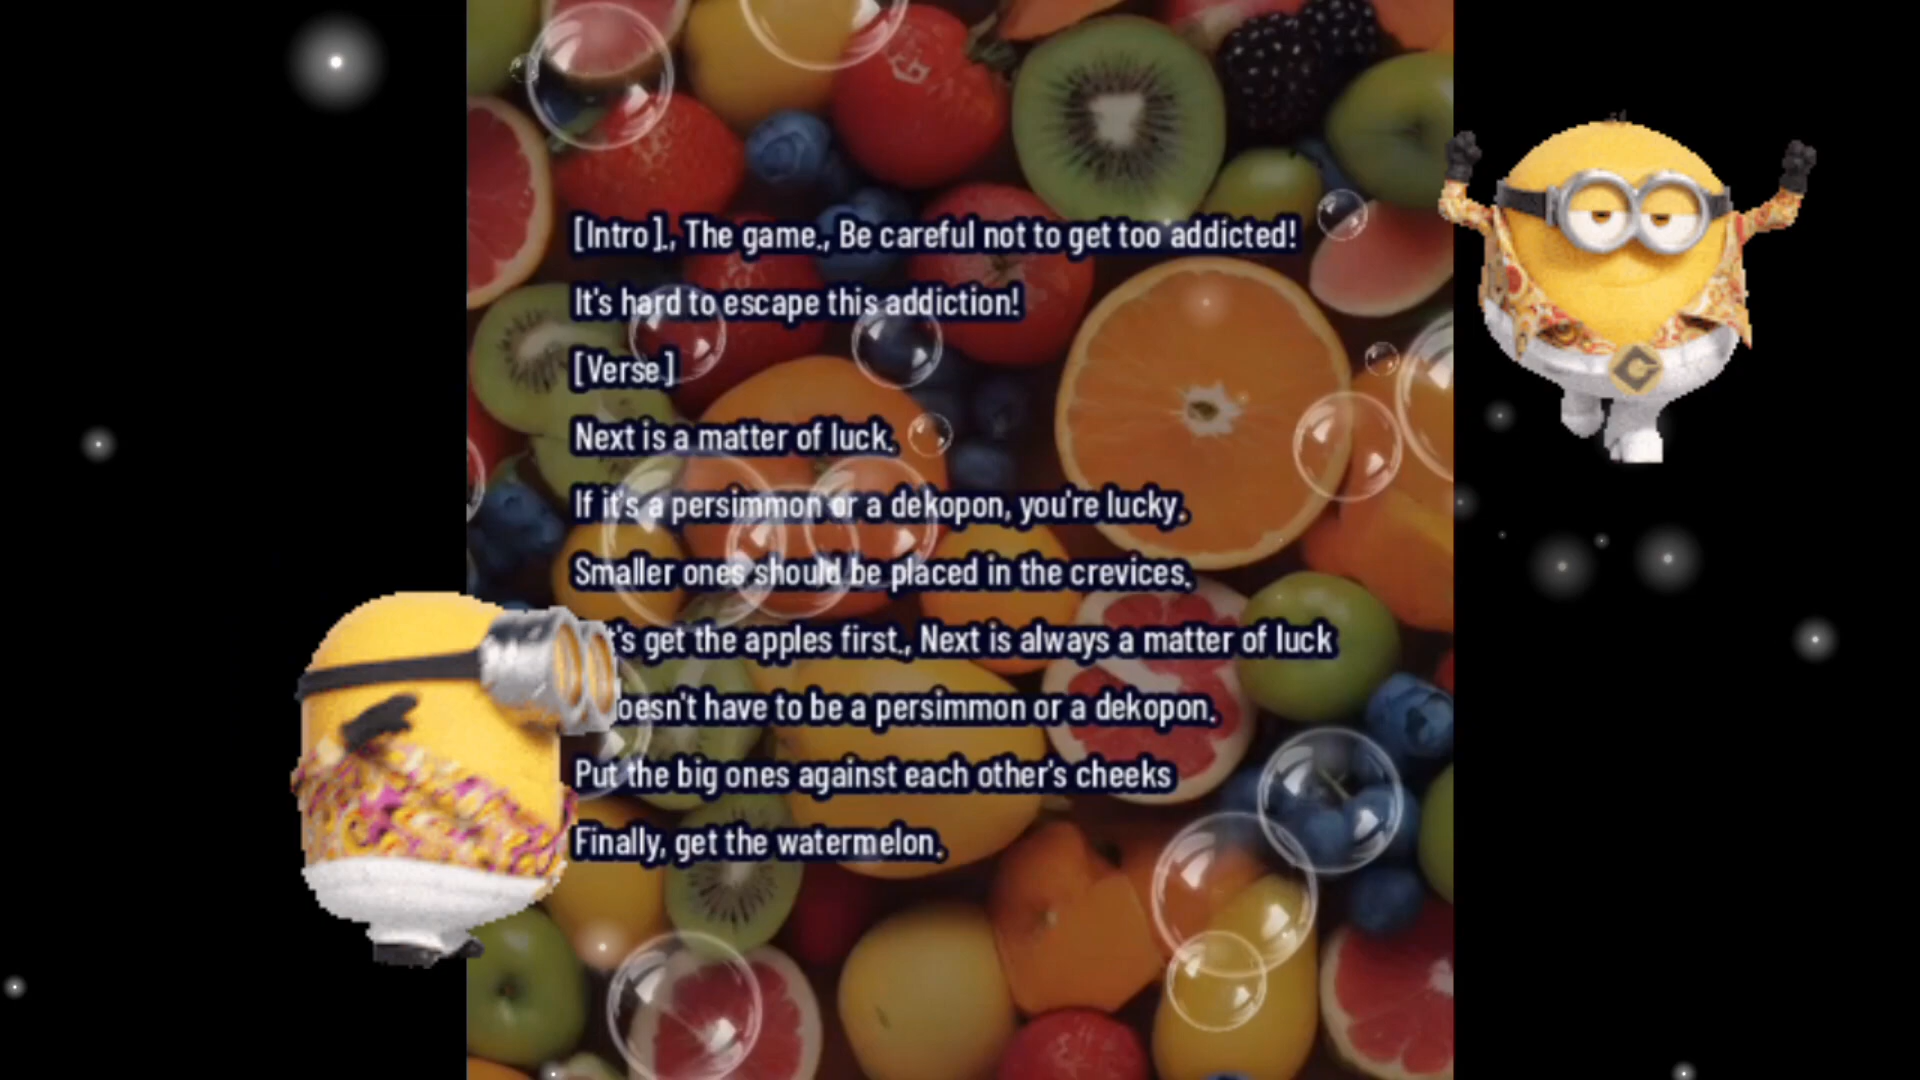 [Intro]., The game., Be careful not to get too addicted!
It's hard to escape this addiction!
[Verse]
Next is a matter of luck.
If it's a persimmon or a dekopon, you're lucky.
Smaller ones should be placed in the crevices.
get the apples first., Next is always a matter of luck
have to be a persimmon or a dekopon.
Put the big ones against each other's cheeks
Finally, get the watermelon.